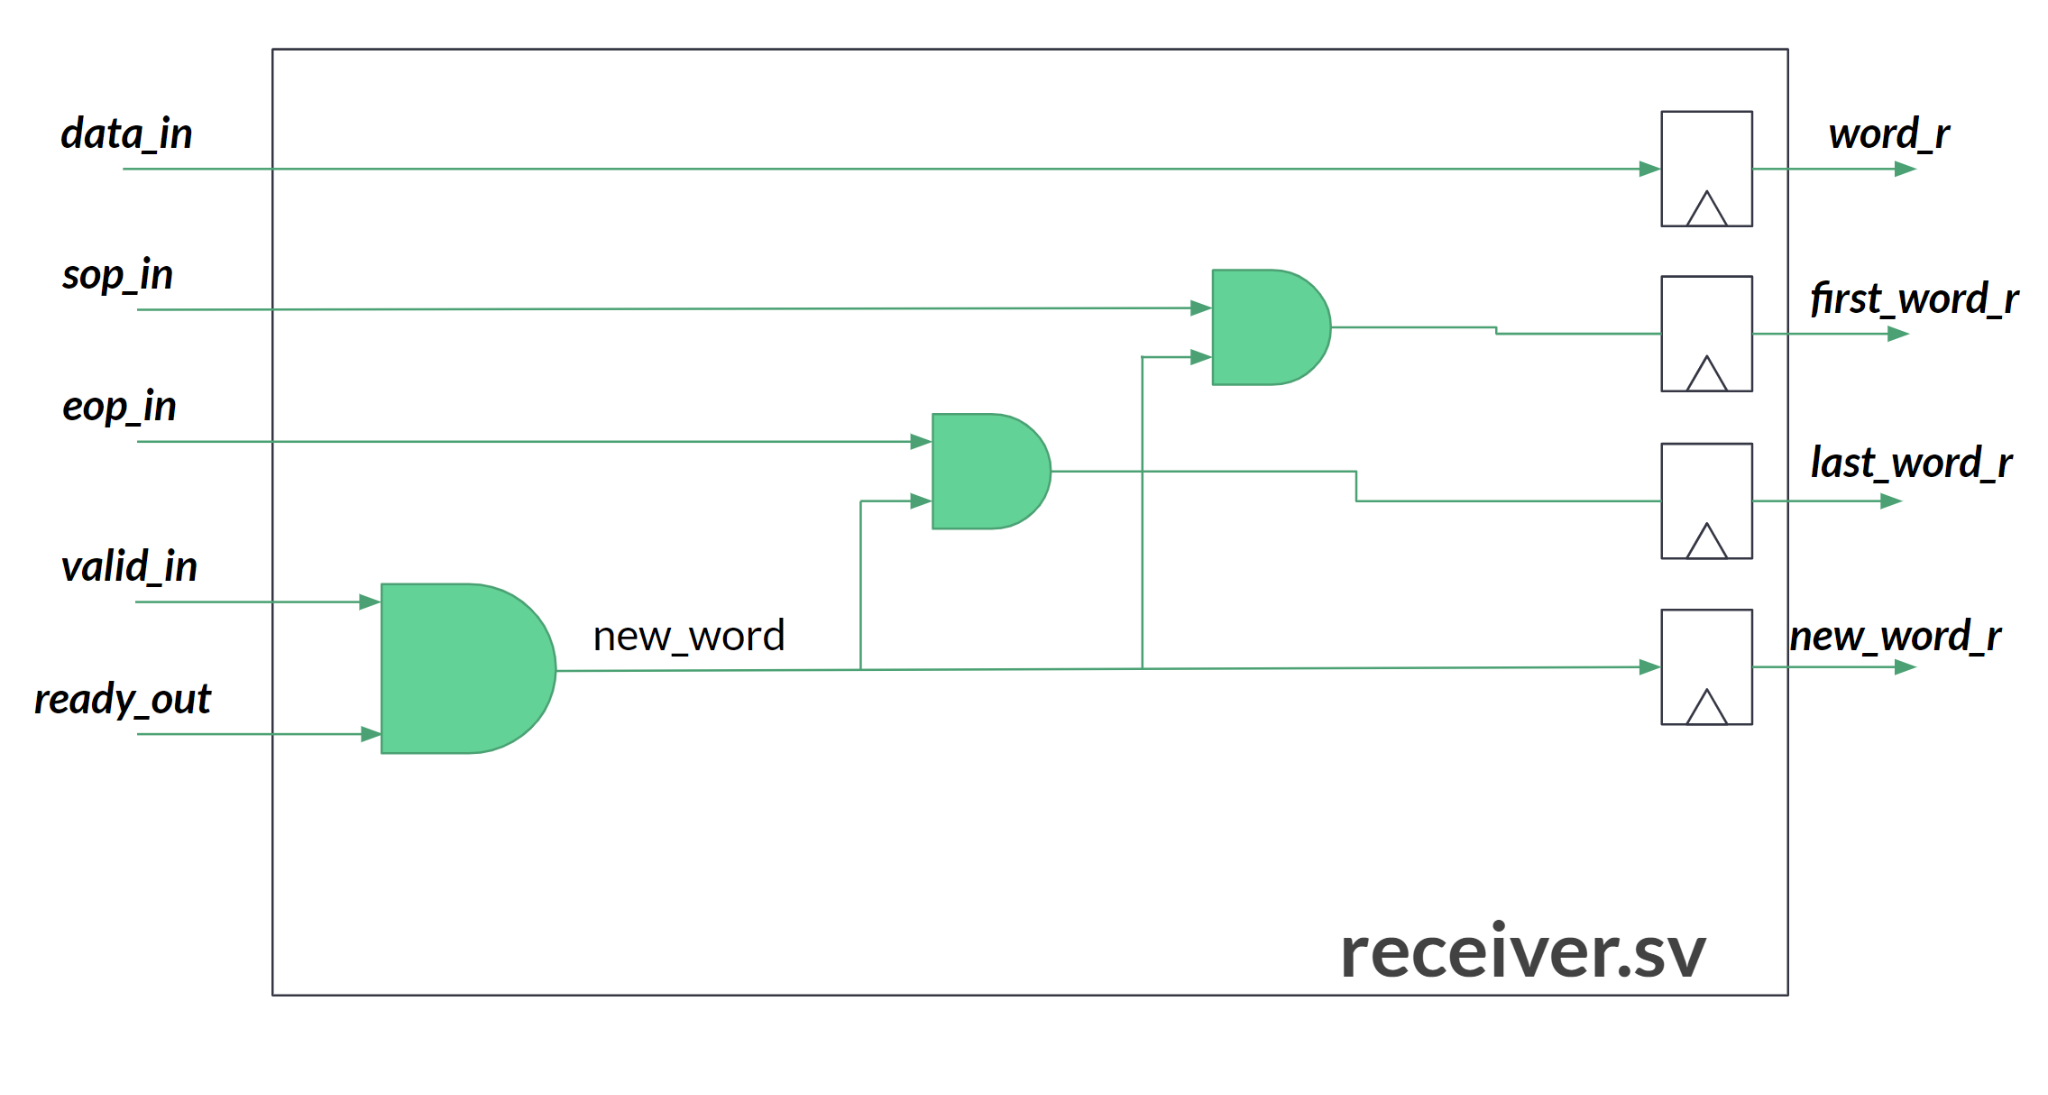 data_in
word_r
sop_in
first_word_r
eop_in
last_word_r
valid_in
new_word
new_word_r
ready_out
receiver.sv